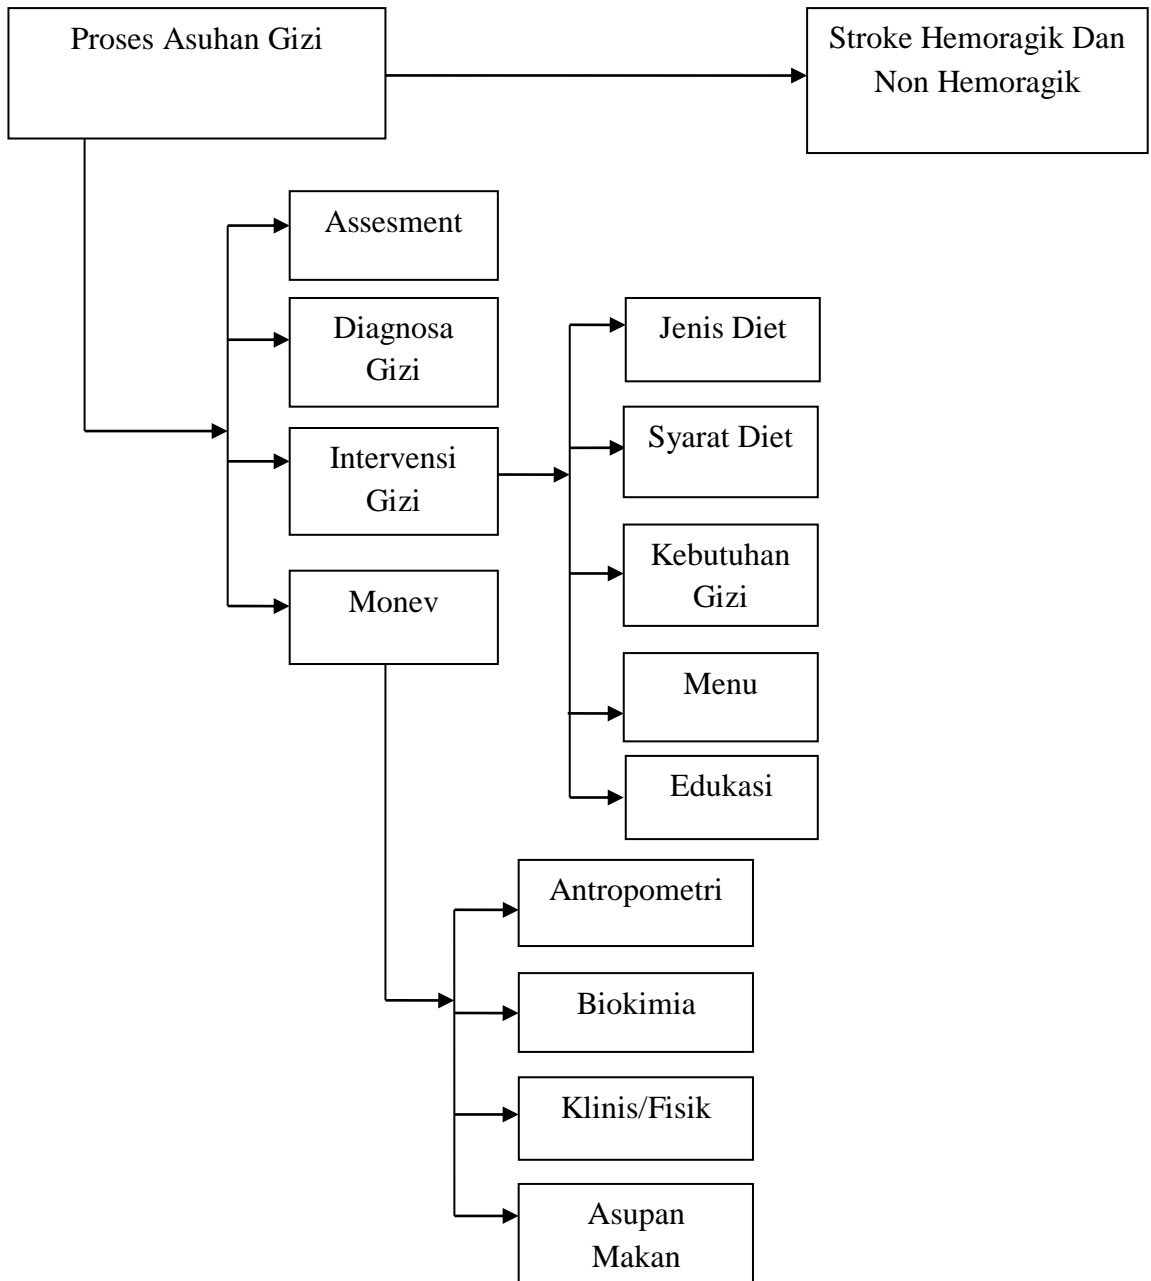 Proses Asuhan Gizi
Stroke Hemoragik Dan
Non Hemoragik
Assesment
Diagnosa
Gizi
Intervensi
Gizi
Monev
Jenis Diet
Syarat Diet
Kebutuhan
Gizi
Menu
Edukasi
Antropometri
Biokimia
Klinis/Fisik
Asupan
Makan